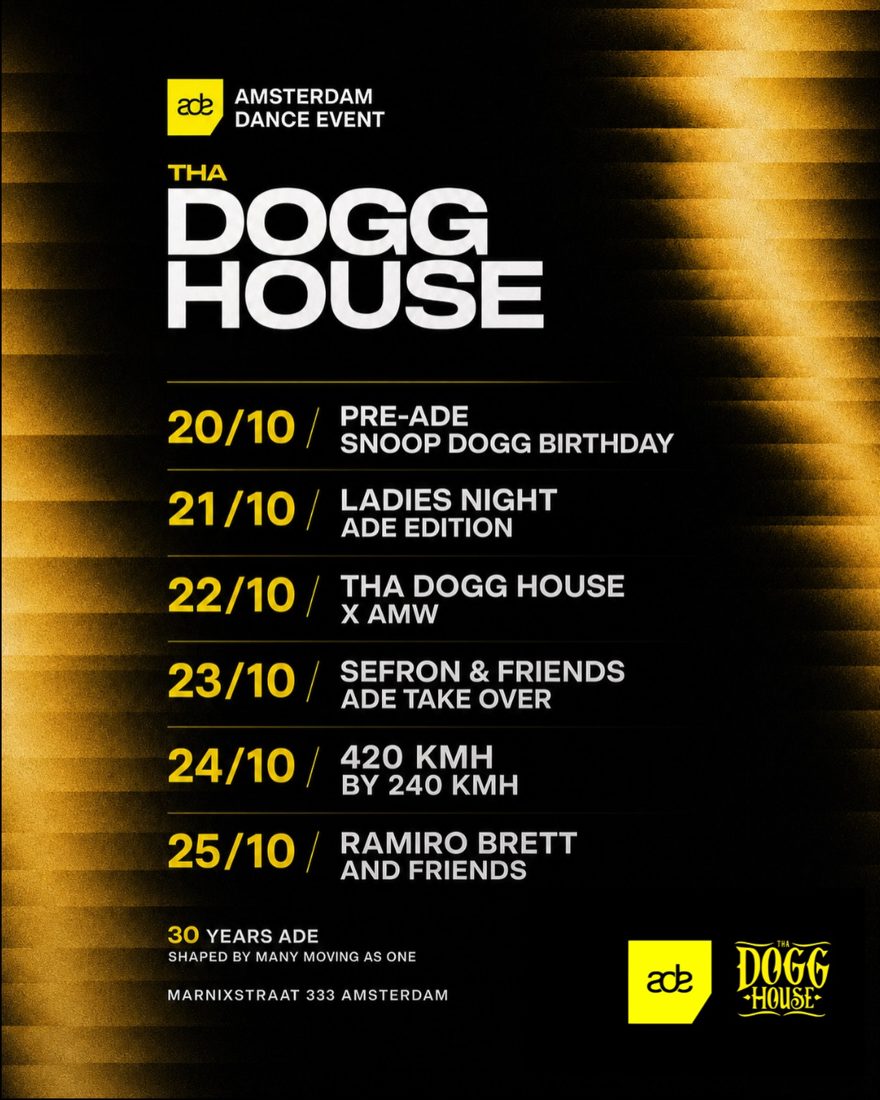 ade
AMSTERDAM
DANCE EVENT
THA
DOGG
HOUSE
20/10 / PRE-ADE
SNOOP DOGG BIRTHDAY
21/10 / LADIES NIGHT
ADE EDITION
22/10 / THA DOGG HOUSE
X AMW
23/10 / SEFRON & FRIENDS
ADE TAKE OVER
24/10 / 420 KMH
BY 240 KMH
25/10 / RAMIRO BRETT
AND FRIENDS
30 YEARS ADE
SHAPED BY MANY MOVING AS ONE
MARNIXSTRAAT 333 AMSTERDAM
ade
THA
DOGG
HOUSE